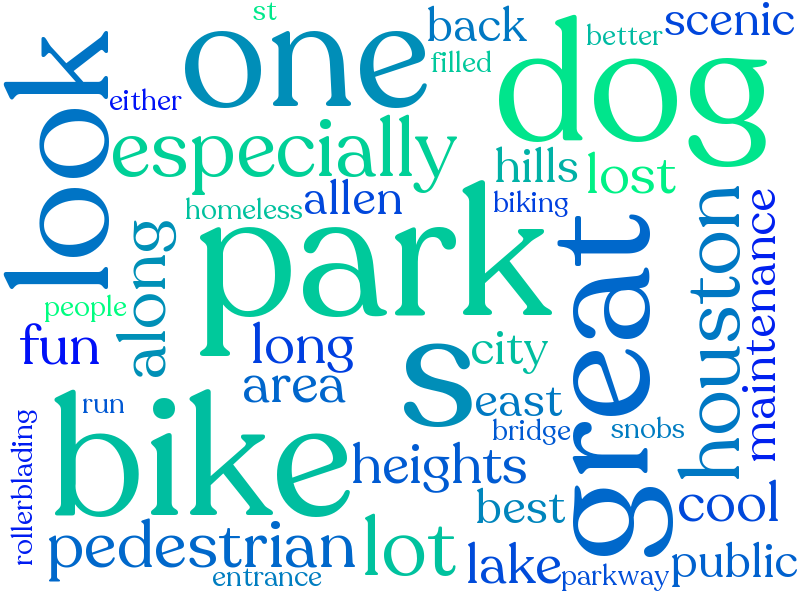 st
back
scenic
one
better
look
filled
dog
either
especially
hills
lost
homeless
allen
biking
park
great
houston
maintenance
along
people
fun
long
s
city
area
east
run
bridge
snobs
bike
rollerblading
heights
best
cool
pedestrian
lot
lake
public
entrance
parkway